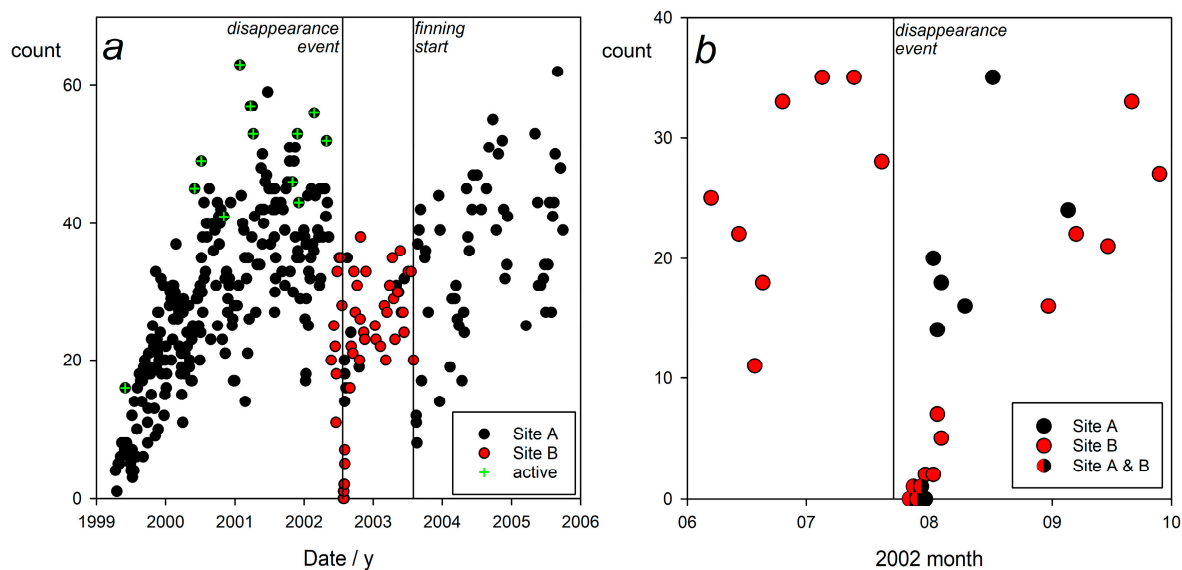 a
count
disappearance
event
finning
start
60
40
20
0
1999
2000
2001
2002
2003
2004
2005
2006
Date / y
Site A
Site B
active
b
count
disappearance
event
40
30
20
10
0
06
07
08
09
10
2002 month
Site A
Site B
Site A & B